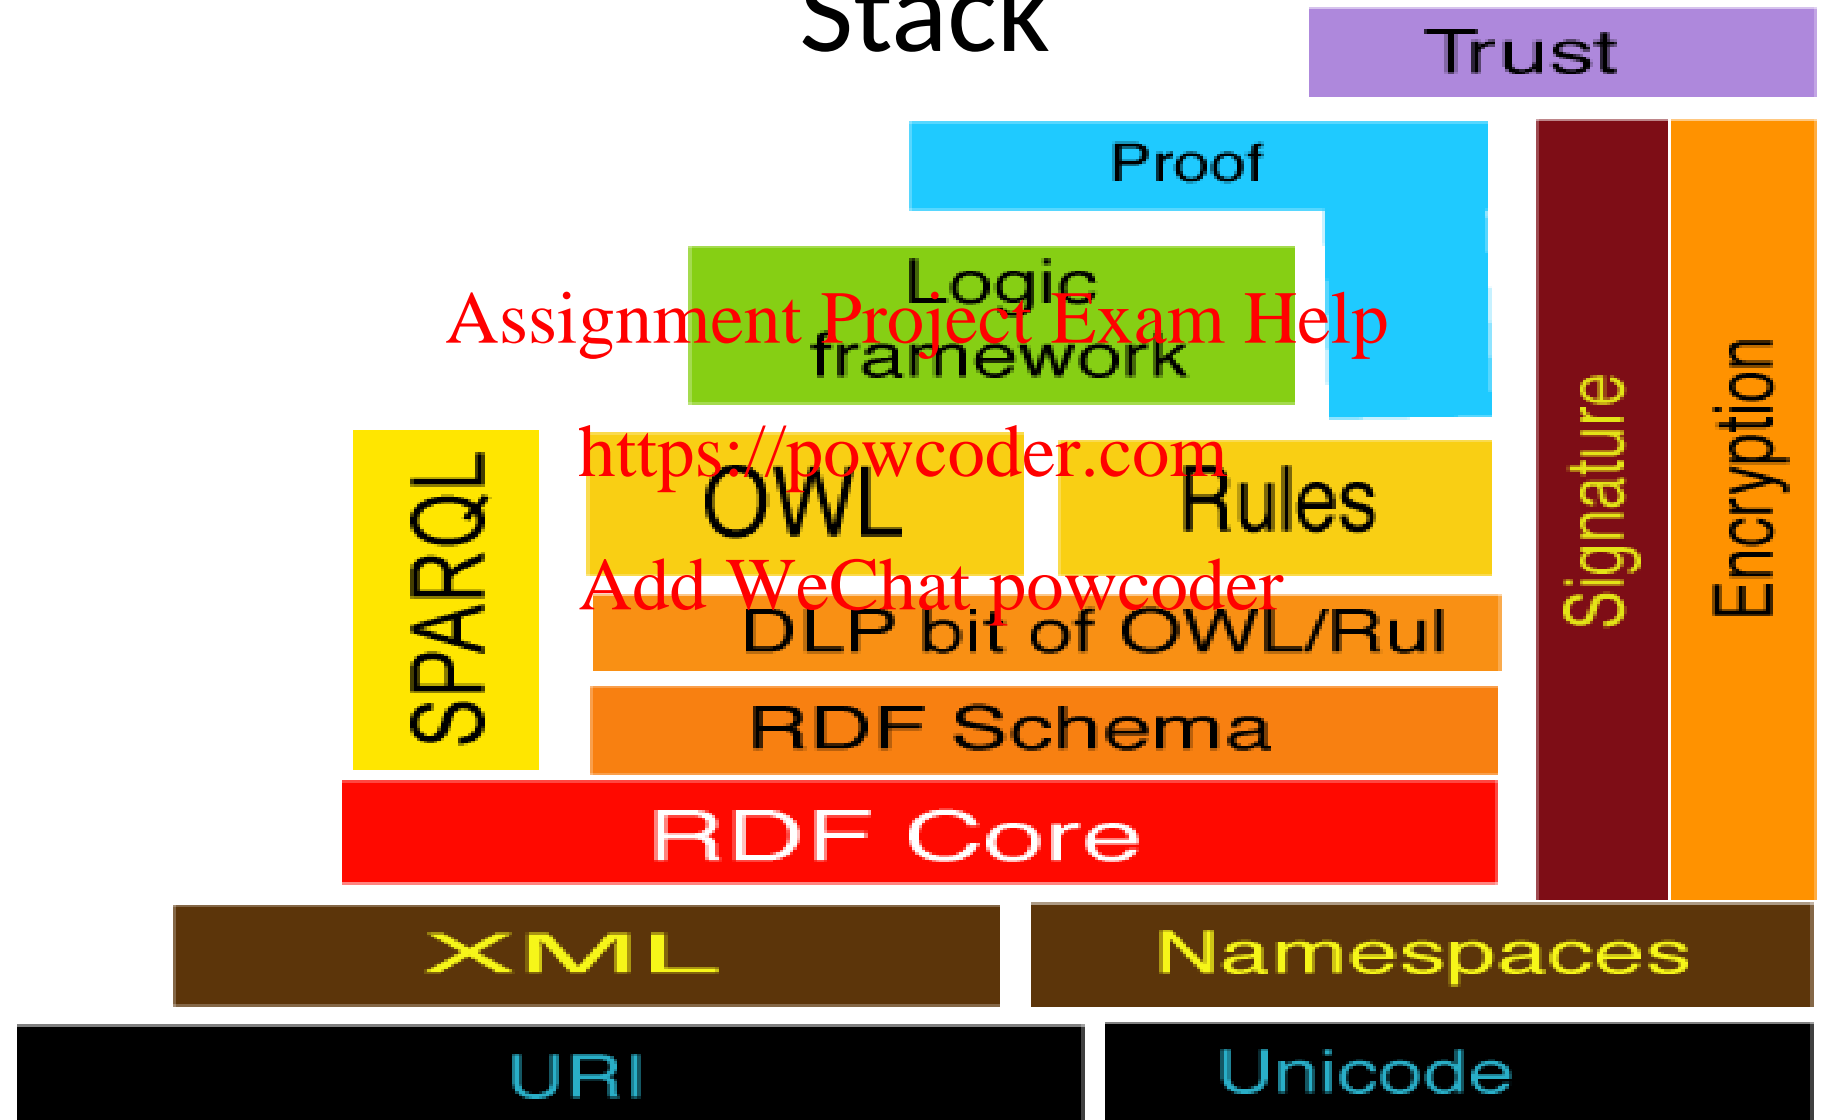 Stack
Trust
Proof
Logic
framework
Assignment Project Exam Help
https://powcoder.com
Add WeChat powcoder
SPARQL
OWL
Rules
DLP bit of OWL/Rul
RDF Schema
RDF Core
Signature
Encryption
XML
Namespaces
URI
Unicode